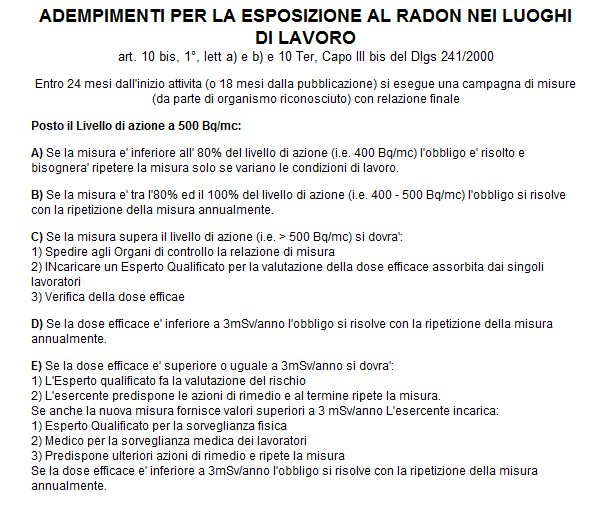 ADEMPIMENTI PER LA ESPOSIZIONE AL RADON NEI LUOGHI
DI LAVORO
art. 10 bis, 1°, lett a) e b) e 10 Ter, Capo III bis del Dlgs 241/2000
Entro 24 mesi dall'inizio attivita (o 18 mesi dalla pubblicazione) si esegue una campagna di misure
(da parte di organismo riconosciuto) con relazione finale
Posto il Livello di azione a 500 Bq/mc:
A) Se la misura e' inferiore all' 80% del livello di azione (i.e. 400 Bq/mc) l'obbligo e' risolto e
bisognera' ripetere la misura solo se variano le condizioni di lavoro.
B) Se la misura e' tra l'80% ed il 100% del livello di azione (i.e. 400 - 500 Bq/mc) l'obbligo si risolve
con la ripetizione della misura annualmente.
C) Se la misura supera il livello di azione (i.e. > 500 Bq/mc) si dovra':
1) Spedire agli Organi di controllo la relazione di misura
2) INcaricare un Esperto Qualificato per la valutazione della dose efficace assorbita dai singoli
lavoratori
3) Verifica della dose efficae
D) Se la dose efficace e' inferiore a 3mSv/anno l'obbligo si risolve con la ripetizione della misura
annualmente.
E) Se la dose efficace e' superiore o uguale a 3mSv/anno si dovra':
1) L'Esperto qualificato fa la valutazione del rischio
2) L'esercente predispone le azioni di rimedio e al termine ripete la misura.
Se anche la nuova misura fornisce valori superiori a 3 mSv/anno L'esercente incarica:
1) Esperto Qualificato per la sorveglianza fisica
2) Medico per la sorveglianza medica dei lavoratori
3) Predispone ulteriori azioni di rimedio e ripete la misura
Se la dose efficace e' inferiore a 3mSv/anno l'obbligo si risolve con la ripetizione della misura
annualmente.